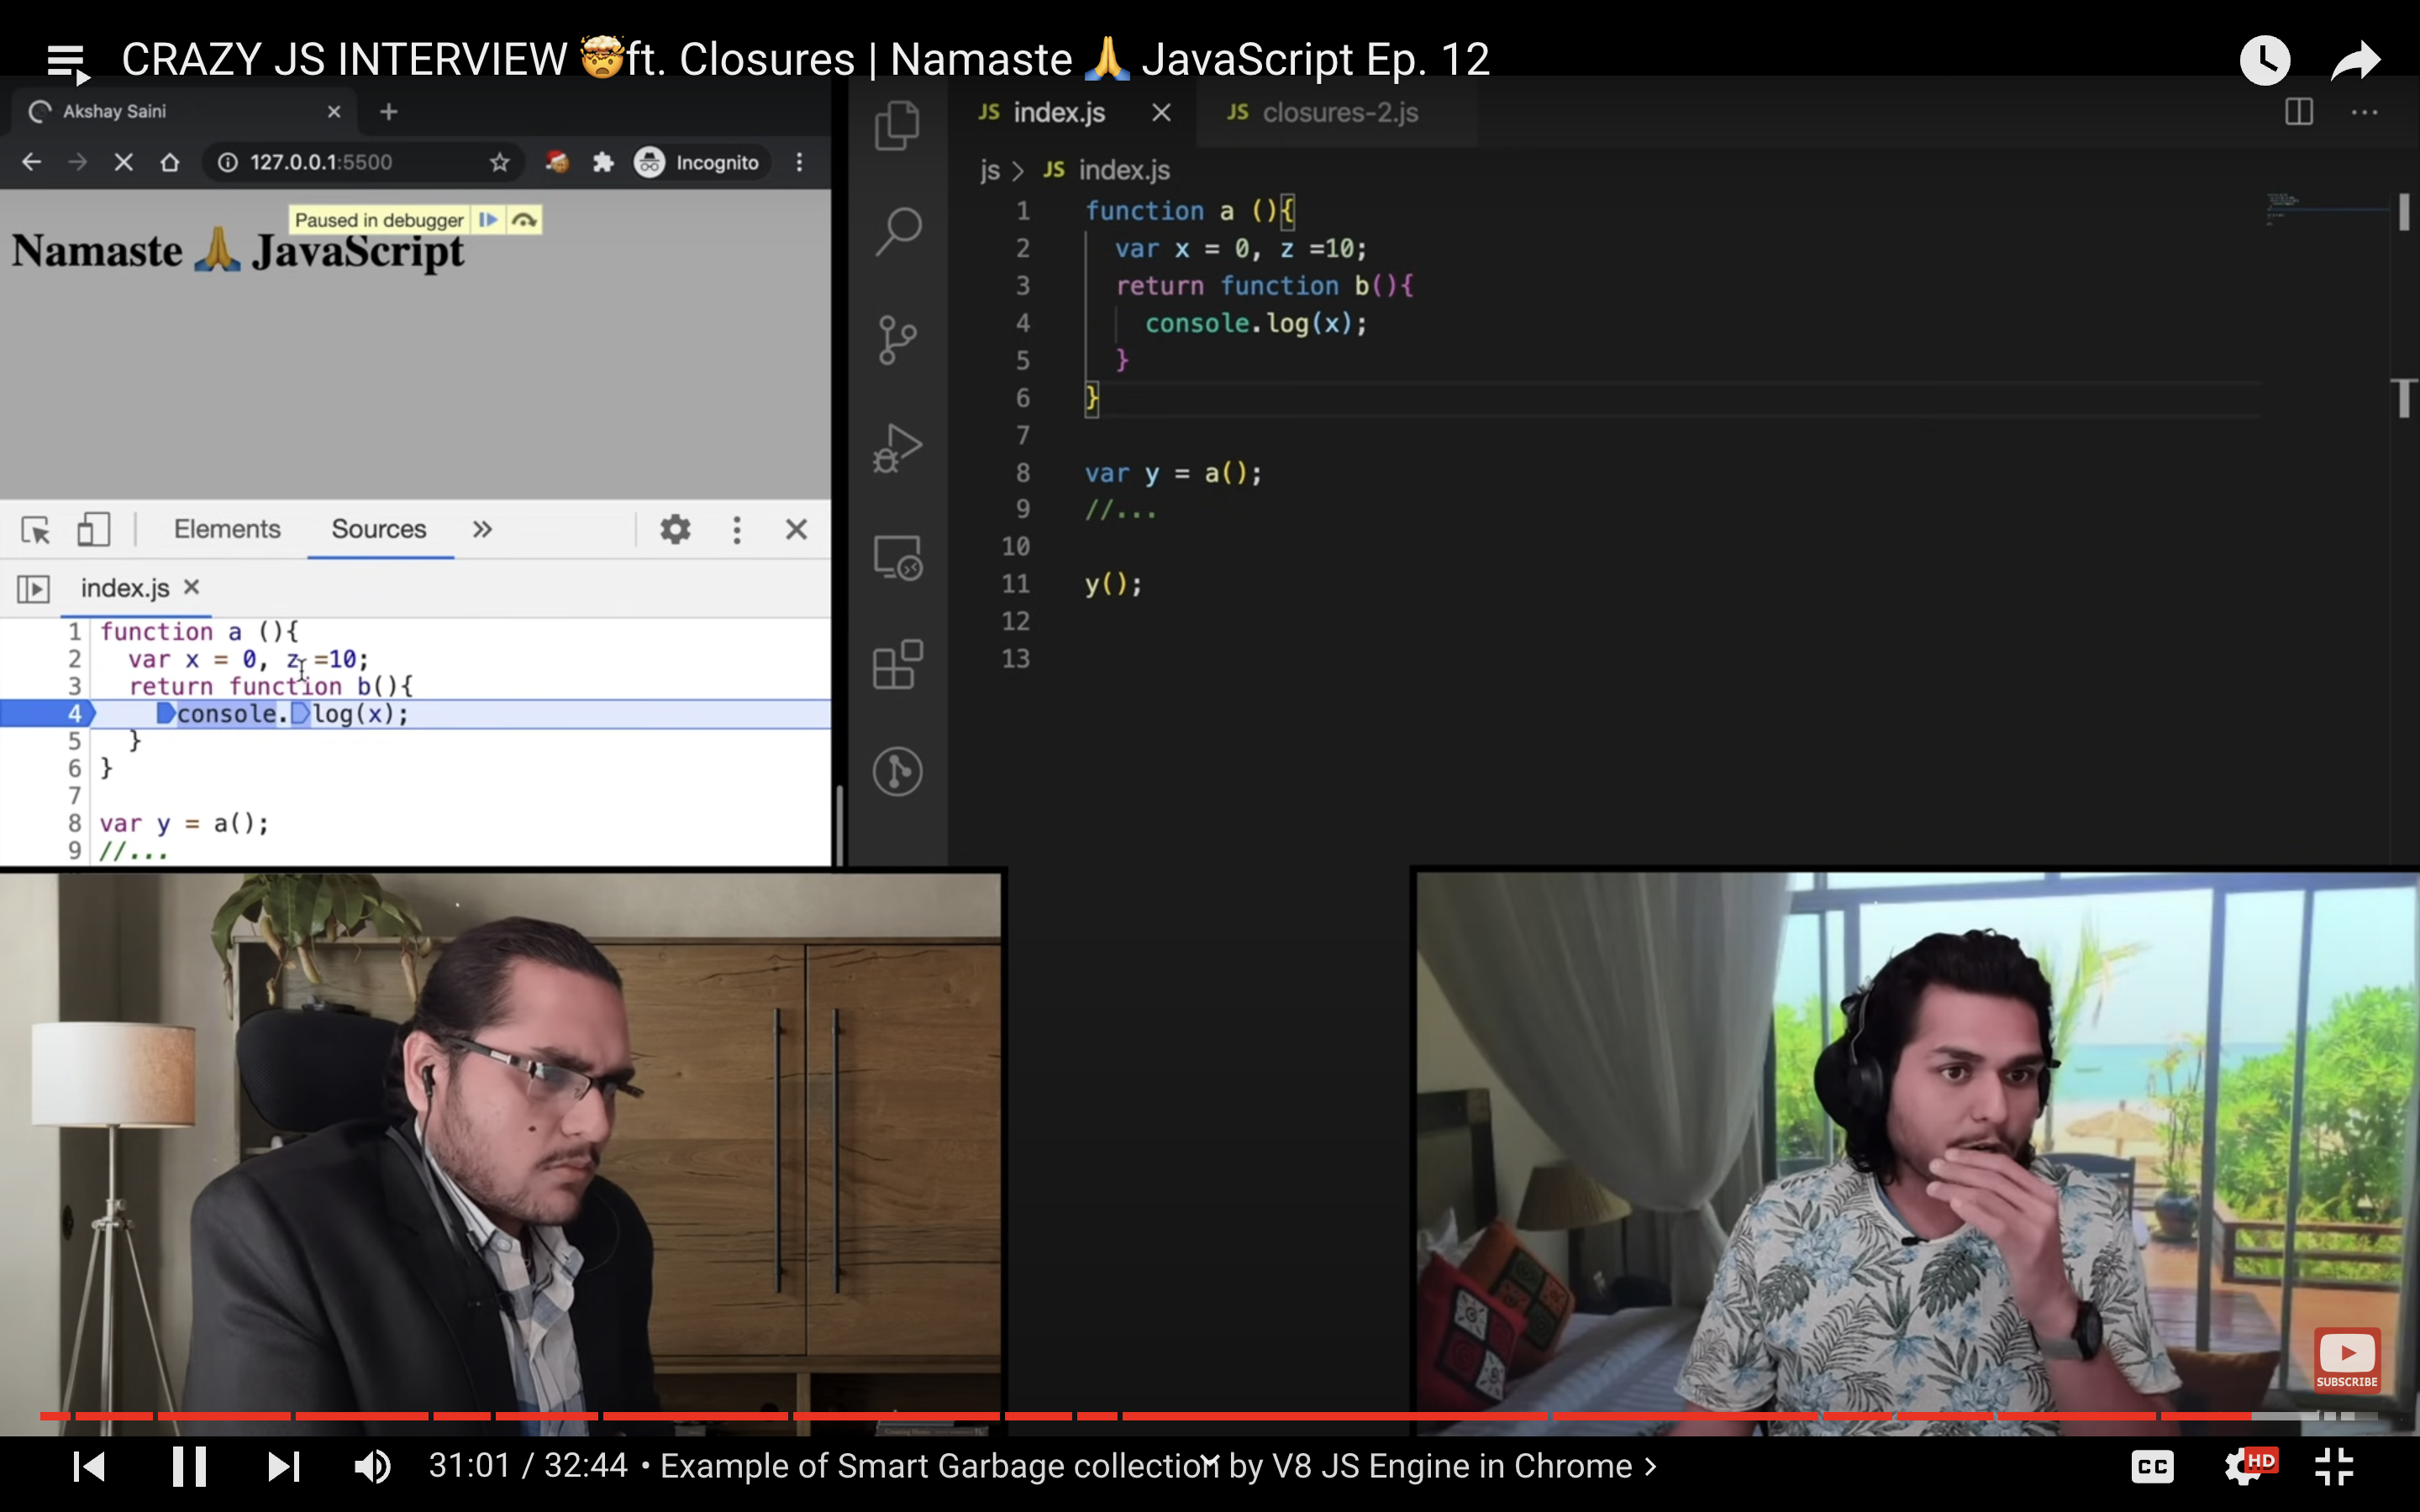 CRAZY JS INTERVIEW 🤯ft. Closures | Namaste 🙏 JavaScript Ep. 12
Akshay Saini
127.0.0.1:5500
Incognito
Paused in debugger
Namaste 🙏 JavaScript
Elements
Sources
index.js
1 function a (){
2 var x = 0, z =10;
3 return function b(){
4 console.log(x);
5 }
6 }
7
8 var y = a();
9 //...
JS index.js
JS closures-2.js
js > JS index.js
1 function a (){
2 var x = 0, z =10;
3 return function b(){
4 console.log(x);
5 }
6 }
7
8 var y = a();
9 //...
10
11 y();
12
13
SUBSCRIBE
31:01 / 32:44 • Example of Smart Garbage collection by V8 JS Engine in Chrome >
CC
HD